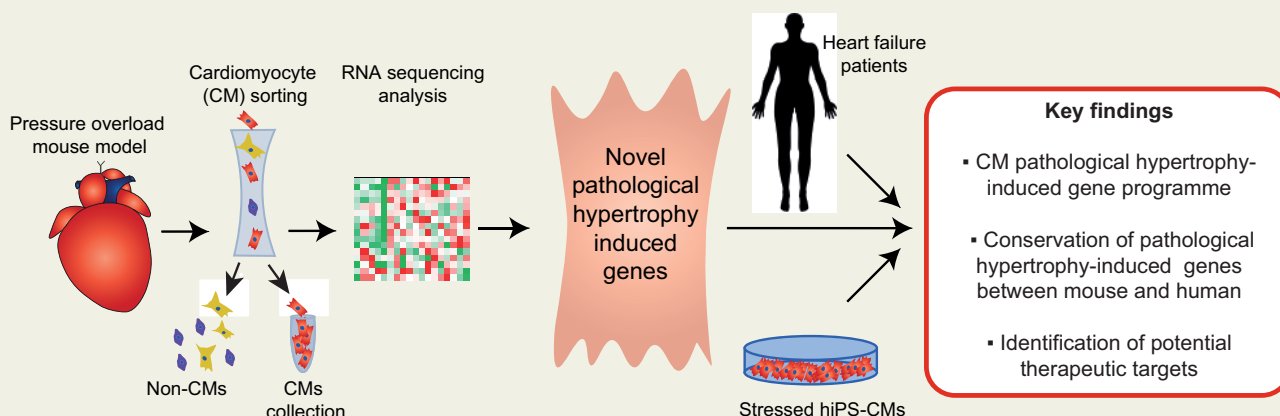 Pressure overload
mouse model
Cardiomyocyte
(CM) sorting
RNA sequencing
analysis
Non-CMs
CMs
collection
Novel
pathological
hypertrophy
induced
genes
Heart failure
patients
Stressed hiPS-CMs
Key findings
▪ CM pathological hypertrophy-
induced gene programme
▪ Conservation of pathological
hypertrophy-induced genes
between mouse and human
▪ Identification of potential
therapeutic targets